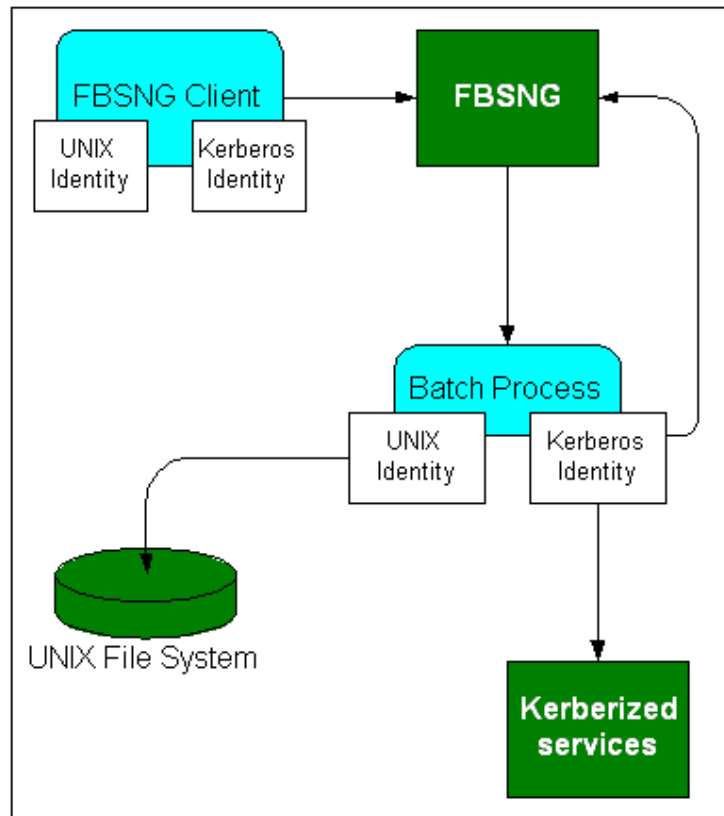 FBSNG Client
UNIX
Identity
Kerberos
Identity
FBSNG
Batch Process
UNIX
Identity
Kerberos
Identity
UNIX File System
Kerberized
services